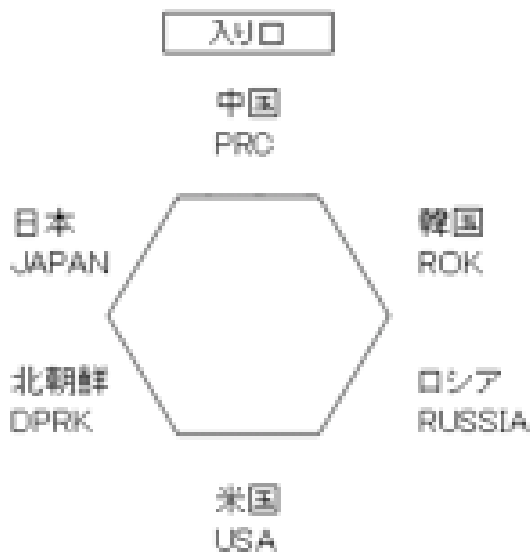 入り口
中国
PRC
日本
JAPAN
韓国
ROK
北朝鮮
DPRK
ロシア
RUSSIA
米国
USA